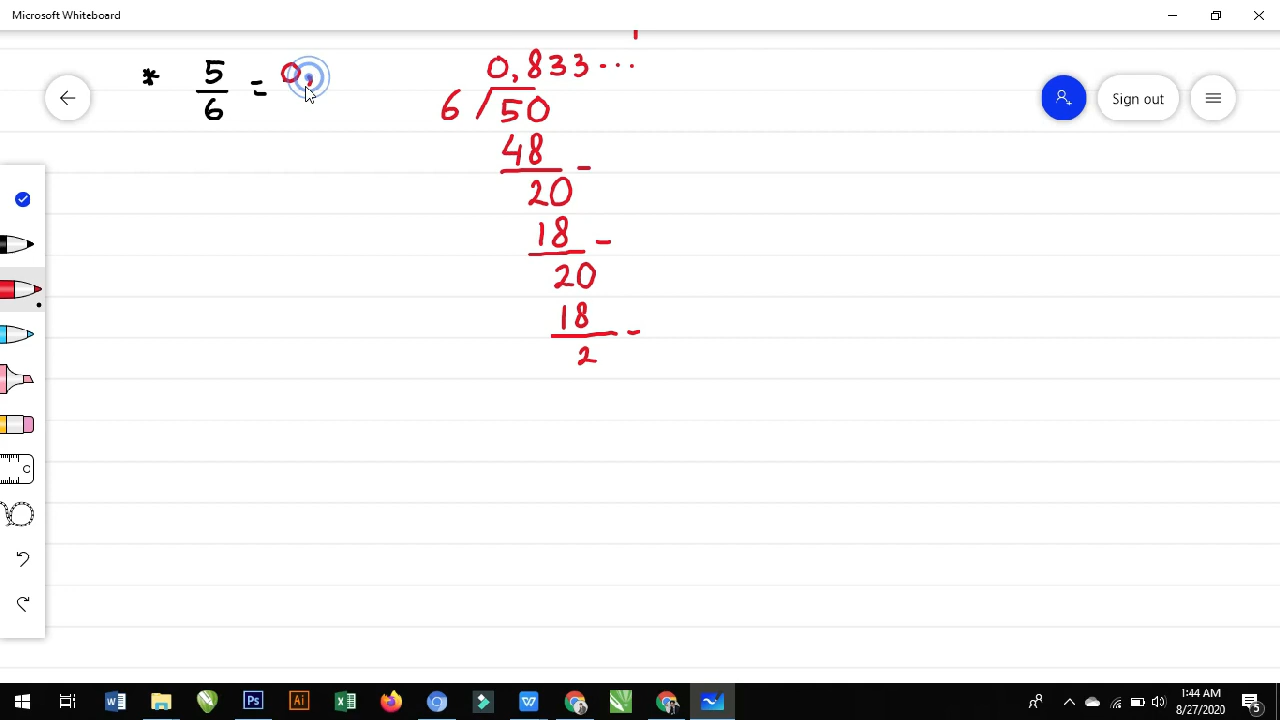 Microsoft Whiteboard
* 5/6 = 0,
0,833...
6 / 50
48 -
20
18 -
20
18 -
2
Sign out
C
1:44 AM
8/27/2020
5